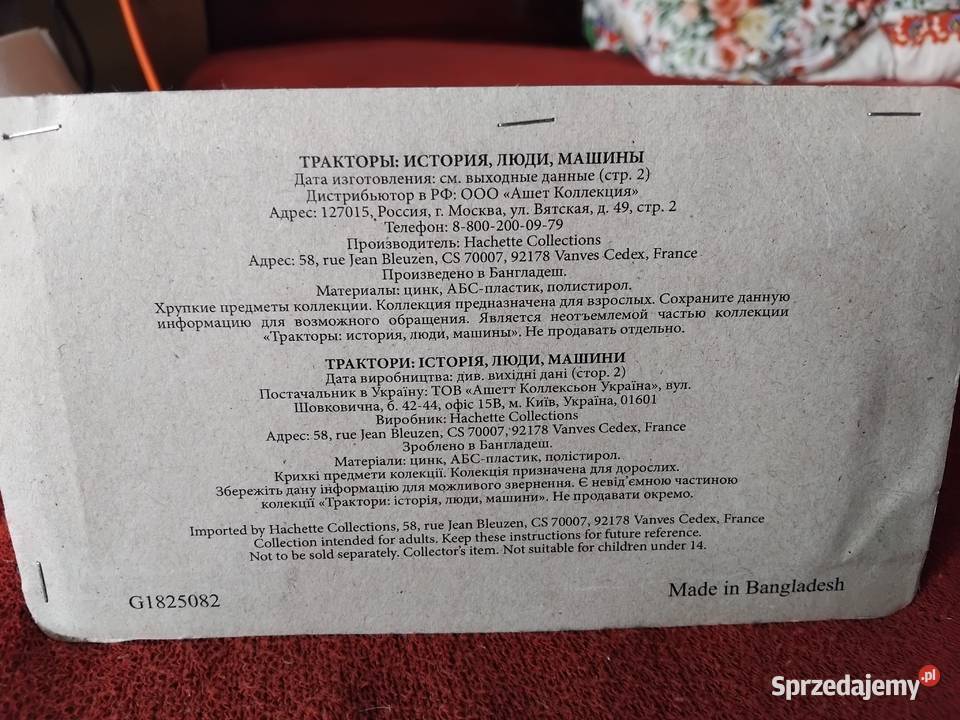 ТРАКТОРЫ: ИСТОРИЯ, ЛЮДИ, МАШИНЫ
Дата изготовления: см. выходные данные (стр. 2)
Дистрибьютор в РФ: ООО «Ашет Коллекция»
Адрес: 127015, Россия, г. Москва, ул. Вятская, д. 49, стр. 2
Телефон: 8-800-200-09-79
Производитель: Hachette Collections
Адрес: 58, rue Jean Bleuzen, CS 70007, 92178 Vanves Cedex, France
Произведено в Бангладеш.
Материалы: цинк, АБС-пластик, полистирол.
Хрупкие предметы коллекции. Коллекция предназначена для взрослых. Сохраните данную
информацию для возможного обращения. Является неотъемлемой частью коллекции
«Тракторы: история, люди, машины». Не продавать отдельно.
ТРАКТОРИ: ІСТОРІЯ, ЛЮДИ, МАШИНИ
Дата виробництва: див. вихідні дані (стор. 2)
Постачальник в Україну: ТОВ «Ашетт Коллексьон Україна», вул.
Шовковична, б. 42-44, офіс 15В, м. Київ, Україна, 01601
Виробник: Hachette Collections
Адрес: 58, rue Jean Bleuzen, CS 70007, 92178 Vanves Cedex, France
Зроблено в Бангладеш.
Матеріали: цинк, АБС-пластик, полістирол.
Крихкі предмети колекції. Колекція призначена для дорослих.
Збережіть дану інформацію для можливого звернення. Є невід'ємною частиною
колекції «Трактори: історія, люди, машини». Не продавати окремо.
Imported by Hachette Collections, 58, rue Jean Bleuzen, CS 70007, 92178 Vanves Cedex, France
Collection intended for adults. Keep these instructions for future reference.
Not to be sold separately. Collector's item. Not suitable for children under 14.
G1825082
Made in Bangladesh
Sprzedajemy.pl